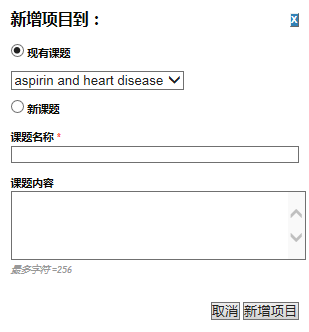 新增项目到：
x
现有课题
aspirin and heart disease
新课题
课题名称 *
课题内容
最多字符 =256
取消 新增项目